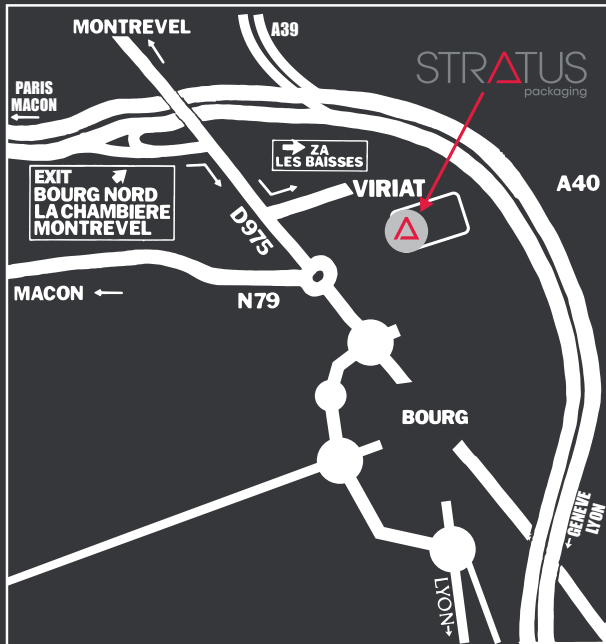 MONTREVEL
A39
STRATUS
packaging
PARIS
MACON
ZA
LES BAISSES
EXIT
BOURG NORD
LA CHAMBIERE
MONTREVEL
VIRIAT
A40
D975
MACON
N79
BOURG
GENEVE
LYON
LYON